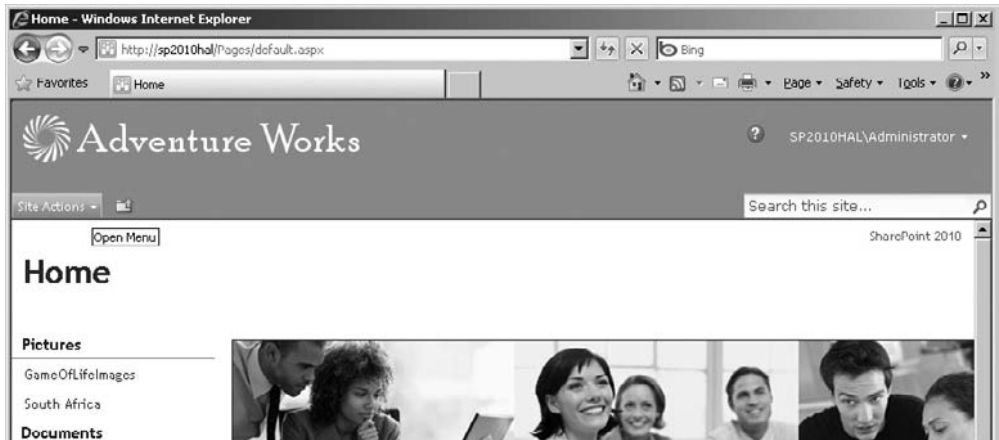 Home - Windows Internet Explorer
http://sp2010hal/Pages/default.aspx
Bing
Favorites Home Page Safety Tools
Adventure Works
SP2010HAL\Administrator
Site Actions
Search this site...
Open Menu
SharePoint 2010
Home
Pictures
GameOfLifeImages
South Africa
Documents